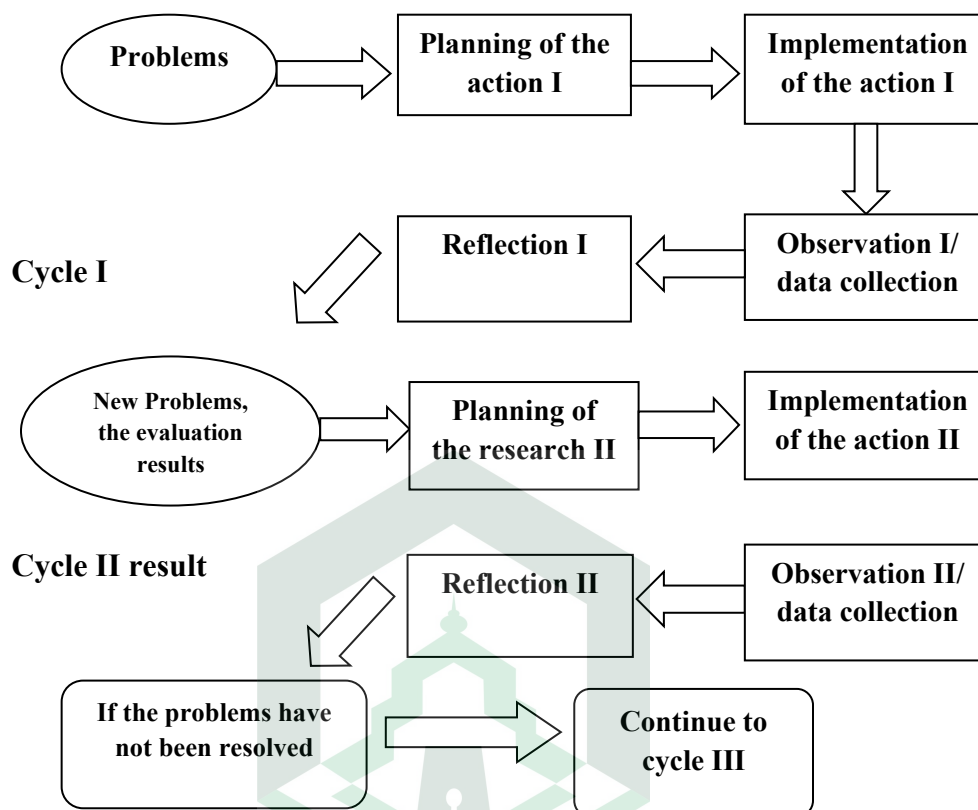 Problems
Planning of the
action I
Implementation
of the action I
Cycle I
Reflection I
Observation I/
data collection
New Problems,
the evaluation
results
Planning of
the research II
Implementation
of the action II
Cycle II result
Reflection II
Observation II/
data collection
If the problems have
not been resolved
Continue to
cycle III